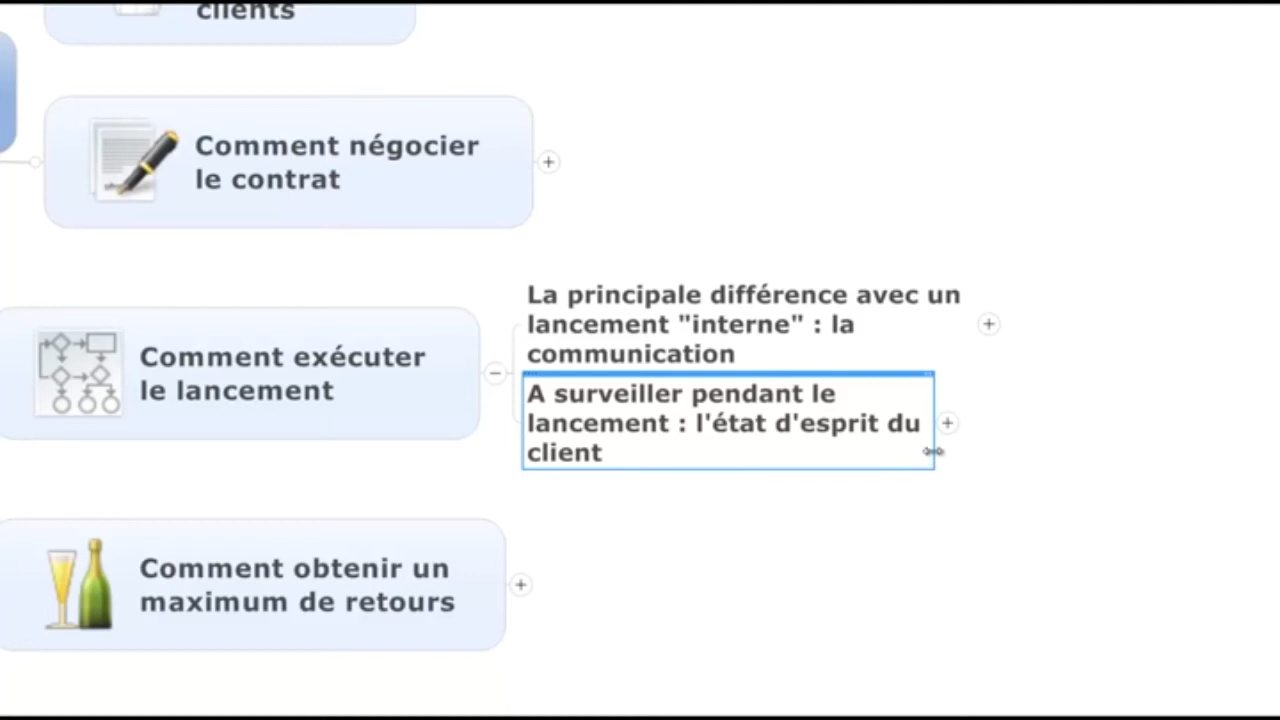 clients
Comment négocier
le contrat
La principale différence avec un
lancement "interne" : la
communication
Comment exécuter
le lancement
A surveiller pendant le
lancement : l'état d'esprit du
client
Comment obtenir un
maximum de retours